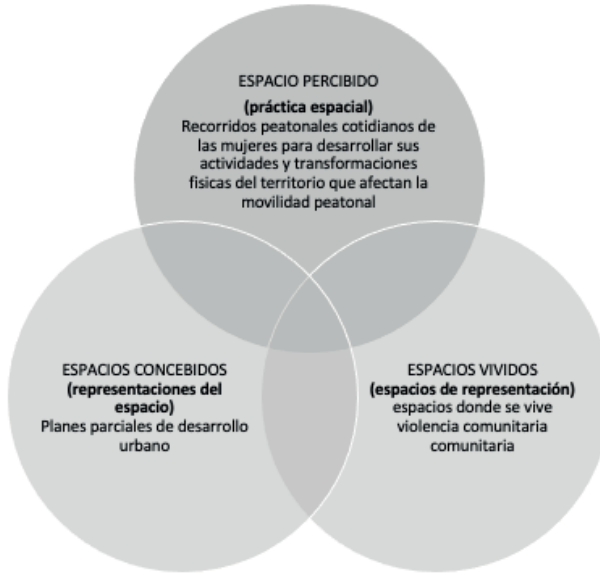 ESPACIO PERCIBIDO
(práctica espacial)
Recorridos peatonales cotidianos de
las mujeres para desarrollar sus
actividades y transformaciones
fisicas del territorio que afectan la
movilidad peatonal
ESPACIOS CONCEBIDOS
(representaciones del
espacio)
Planes parciales de desarrollo
urbano
ESPACIOS VIVIDOS
(espacios de representación)
espacios donde se vive
violencia comunitaria
comunitaria